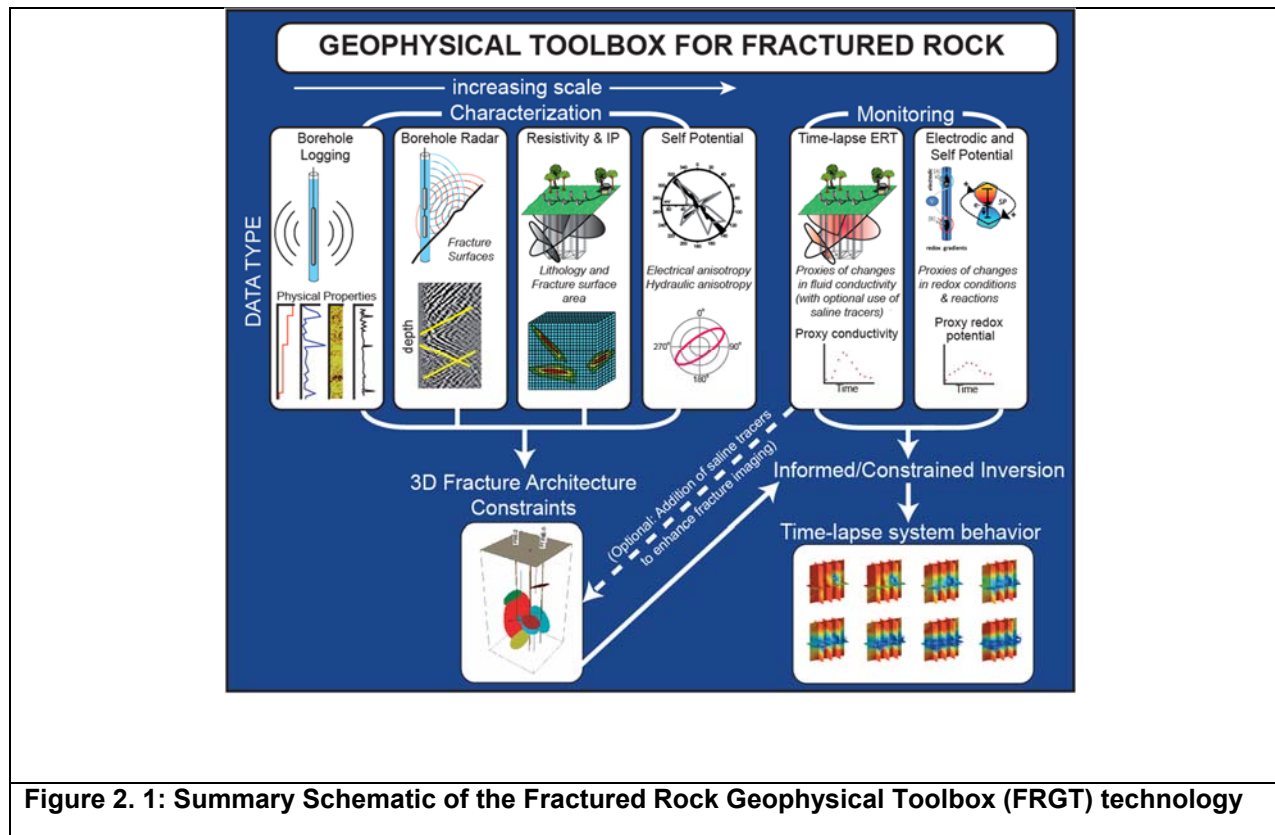 GEOPHYSICAL TOOLBOX FOR FRACTURED ROCK
increasing scale
Characterization
Monitoring
DATA TYPE
Borehole
Logging
Physical Properties
Borehole Radar
Fracture
Surfaces
depth
Resistivity & IP
Lithology and
Fracture surface
area
Self Potential
Electrical anisotropy
Hydraulic anisotropy
0°
270°
90°
180°
Time-lapse ERT
Proxies of changes
in fluid conductivity
(with optional use of
saline tracers)
Proxy conductivity
Time
Electrodic and
Self Potential
electrodic
SP
redox gradients
Proxies of changes
in redox conditions
& reactions
Proxy redox
potential
Time
3D Fracture Architecture
Constraints
(Optional: Addition of saline tracers
to enhance fracture imaging)
Informed/Constrained Inversion
Time-lapse system behavior
Figure 2. 1: Summary Schematic of the Fractured Rock Geophysical Toolbox (FRGT) technology